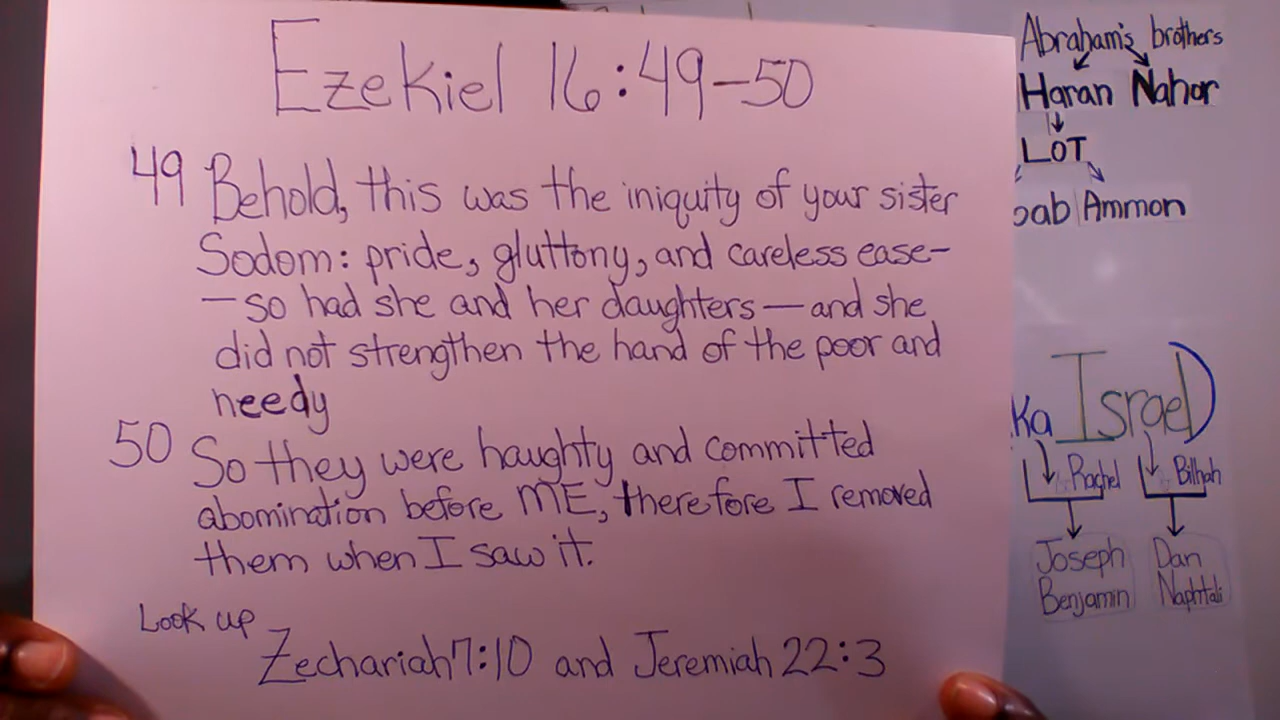 Ezekiel 16:49-50
49 Behold, this was the iniquity of your sister
Sodom: pride, gluttony, and careless ease-
-so had she and her daughters-and she
did not strengthen the hand of the poor and
needy
50 So they were haughty and committed
abomination before ME, therefore I removed
them when I saw it.
Look up
Zechariah 7:10 and Jeremiah 22:3
Abraham's brothers
Haran Nahor
LOT
oab Ammon
Ka IsraeD
Rachel Bilhah
Joseph Dan
Benjamin Naphtali